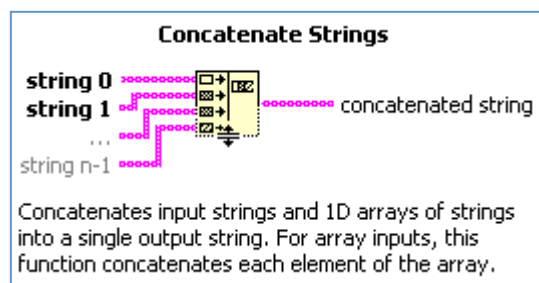 Concatenate Strings
string 0
string 1
...
string n-1
concatenated string
Concatenates input strings and 1D arrays of strings
into a single output string. For array inputs, this
function concatenates each element of the array.